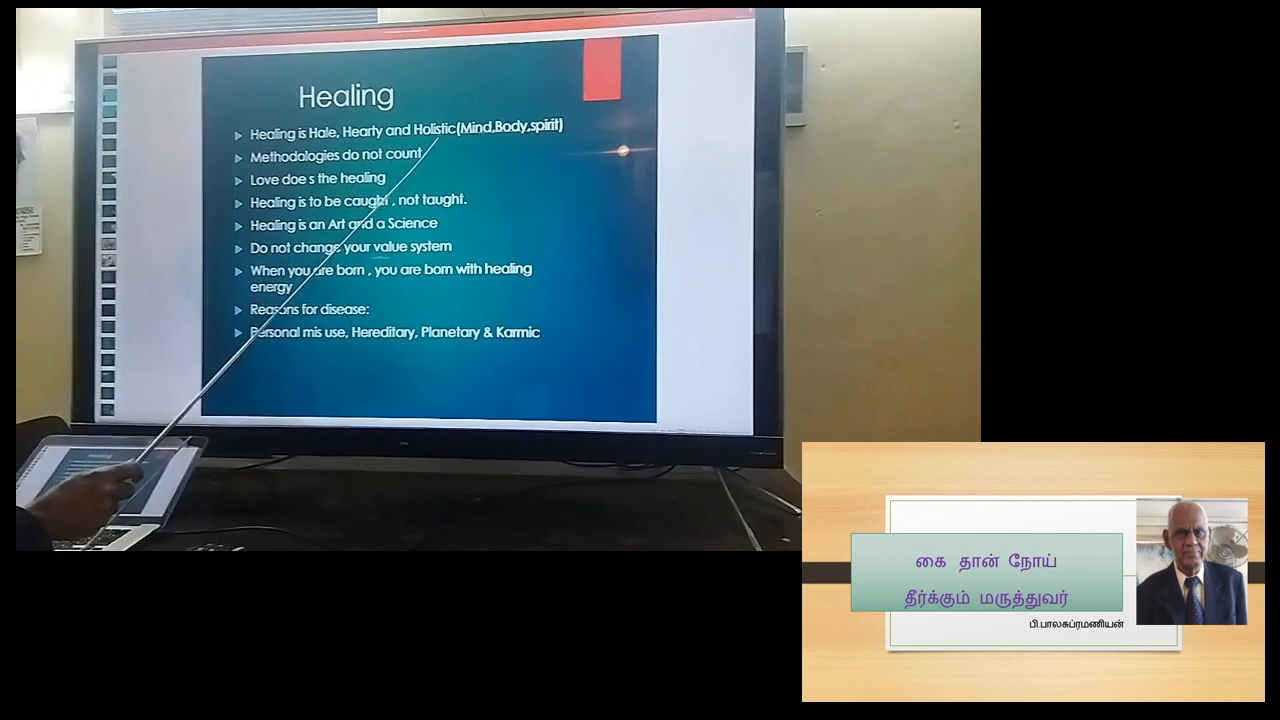 Healing
Healing is Hale, Hearty and Holistic(Mind,Body,spirit)
Methodologies do not count
Love doe s the healing
Healing is to be caught , not taught.
Healing is an Art and a Science
Do not change your value system
When you are born , you are born with healing
energy
Reasons for disease:
Personal mis use, Hereditary, Planetary & Karmic
கை தான் நோய்
தீர்க்கும் மருத்துவர்
பி.பாலசுப்ரமணியன்